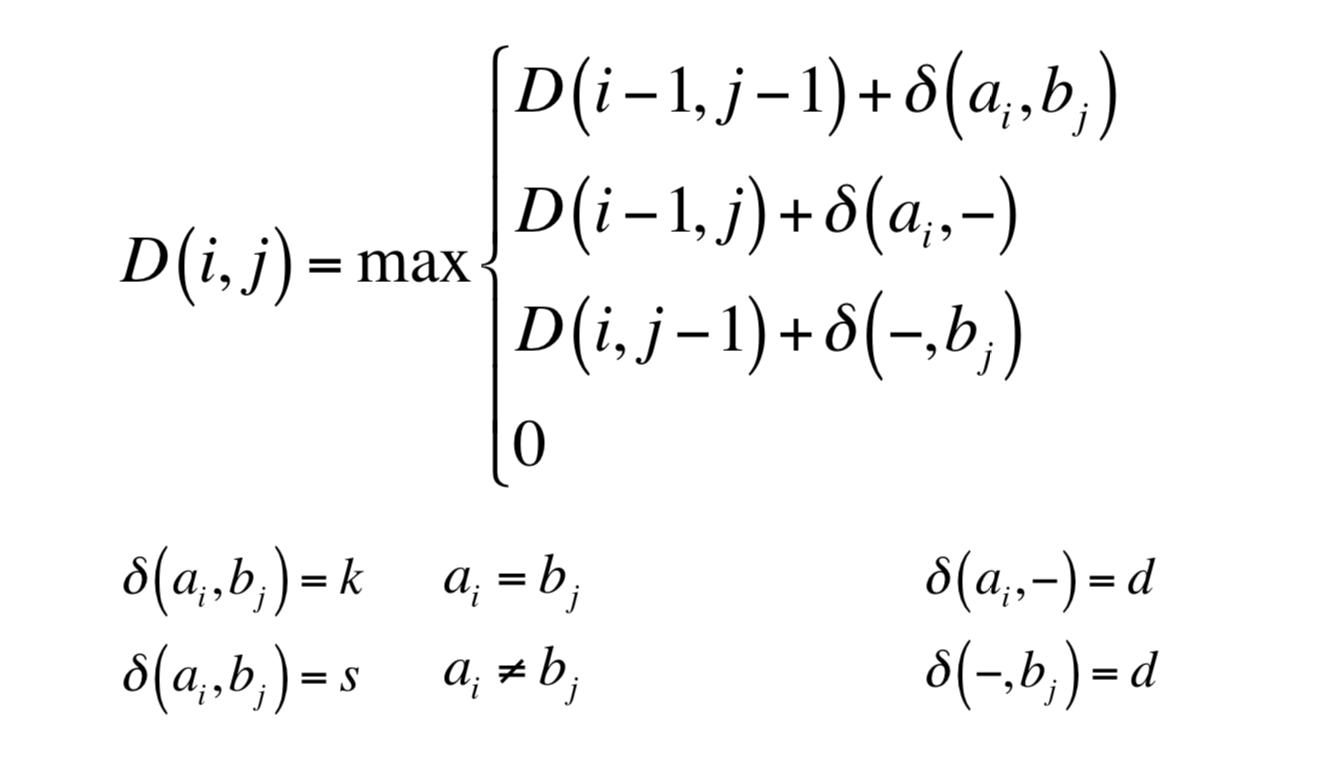 D(i−1, j−1) + δ(a_i, b_j)
D(i−1, j) + δ(a_i, −)
D(i, j) = max {
D(i, j−1) + δ(−, b_j)
0
δ(a_i, b_j) = k a_i = b_j δ(a_i, −) = d
δ(a_i, b_j) = s a_i ≠ b_j δ(−, b_j) = d